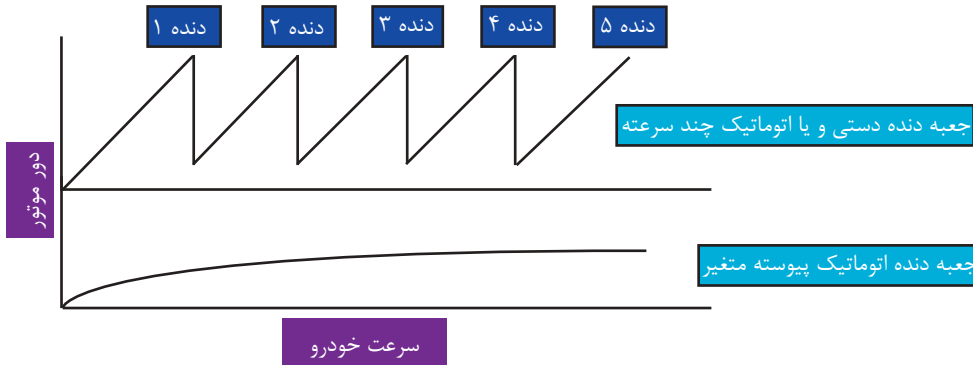 دنده ۱
دنده ۲
دنده ۳
دنده ۴
دنده ۵
جعبه دنده دستی و یا اتوماتیک چند سرعته
دور موتور
جعبه دنده اتوماتیک پیوسته متغیر
سرعت خودرو